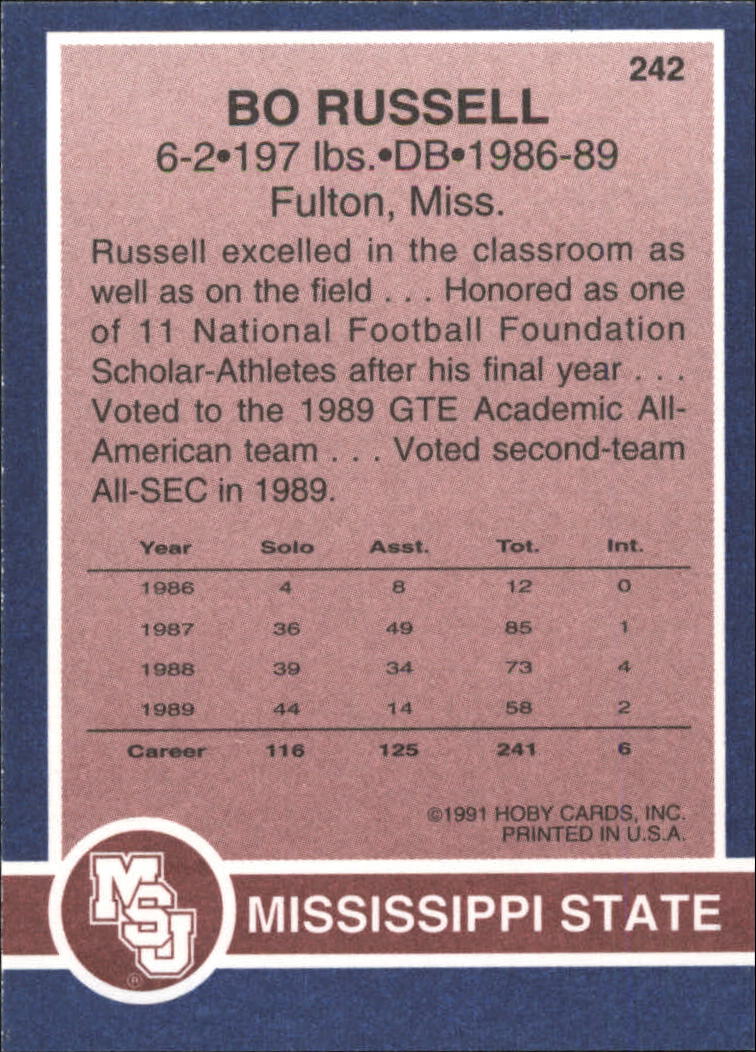 242
BO RUSSELL
6-2•197 lbs.•DB•1986-89
Fulton, Miss.
Russell excelled in the classroom as
well as on the field . . . Honored as one
of 11 National Football Foundation
Scholar-Athletes after his final year . . .
Voted to the 1989 GTE Academic All-
American team . . . Voted second-team
All-SEC in 1989.
Year Solo Asst. Tot. Int.
1986 4 8 12 0
1987 36 49 85 1
1988 39 34 73 4
1989 44 14 58 2
Career 116 125 241 6
©1991 HOBY CARDS, INC.
PRINTED IN U.S.A.
MSU
®
MISSISSIPPI STATE